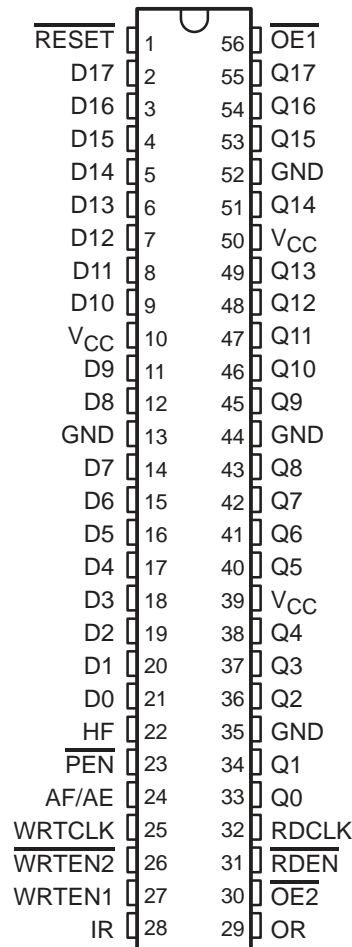 RESET 1 56 OE1
D17 2 55 Q17
D16 3 54 Q16
D15 4 53 Q15
D14 5 52 GND
D13 6 51 Q14
D12 7 50 VCC
D11 8 49 Q13
D10 9 48 Q12
VCC 10 47 Q11
D9 11 46 Q10
D8 12 45 Q9
GND 13 44 GND
D7 14 43 Q8
D6 15 42 Q7
D5 16 41 Q6
D4 17 40 Q5
D3 18 39 VCC
D2 19 38 Q4
D1 20 37 Q3
D0 21 36 Q2
HF 22 35 GND
PEN 23 34 Q1
AF/AE 24 33 Q0
WRTCLK 25 32 RDCLK
WRTEN2 26 31 RDEN
WRTEN1 27 30 OE2
IR 28 29 OR